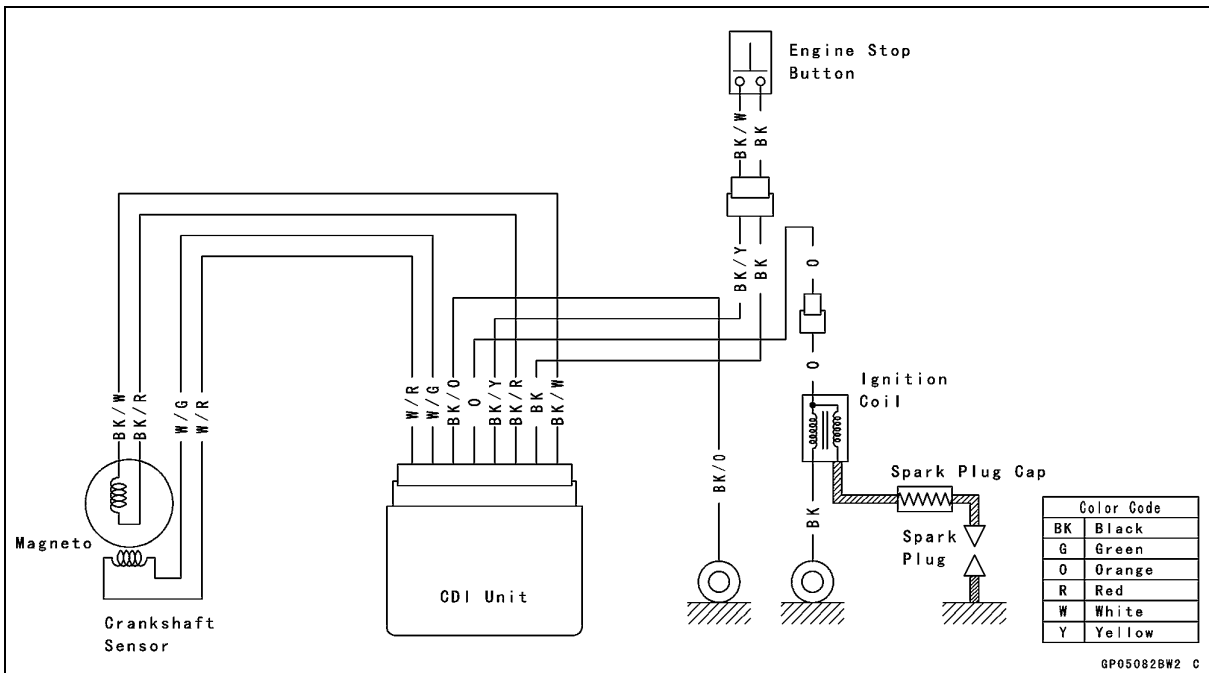 Engine Stop
Button
BK/W
BK
BK/Y
BK
O
O
BK/W
BK/R
W/G
W/R
W/R
W/G
BK/O
O
BK/Y
BK/R
BK
BK/W
BK/O
BK
Ignition
Coil
Spark Plug Cap
Spark
Plug
Magneto
Crankshaft
Sensor
CDI Unit
Color Code
BK Black
G Green
O Orange
R Red
W White
Y Yellow
GP05082BW2 C